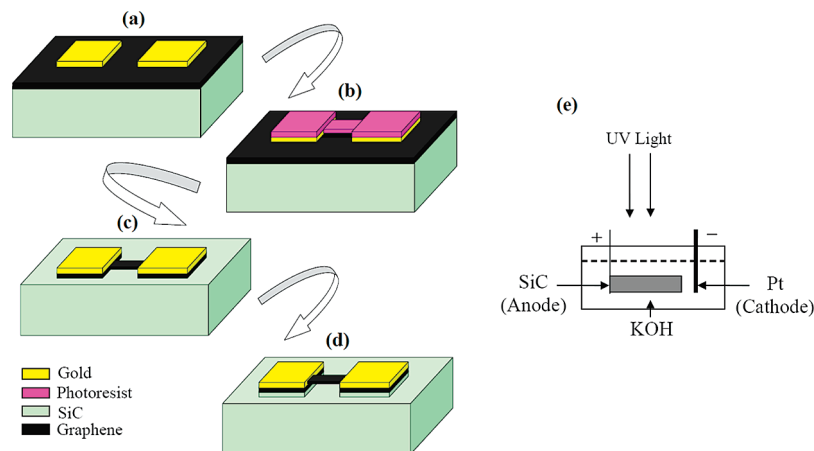 (a)
(b)
(c)
(d)
Gold
Photoresist
SiC
Graphene
(e)
UV Light
+
−
SiC
(Anode)
Pt
(Cathode)
KOH